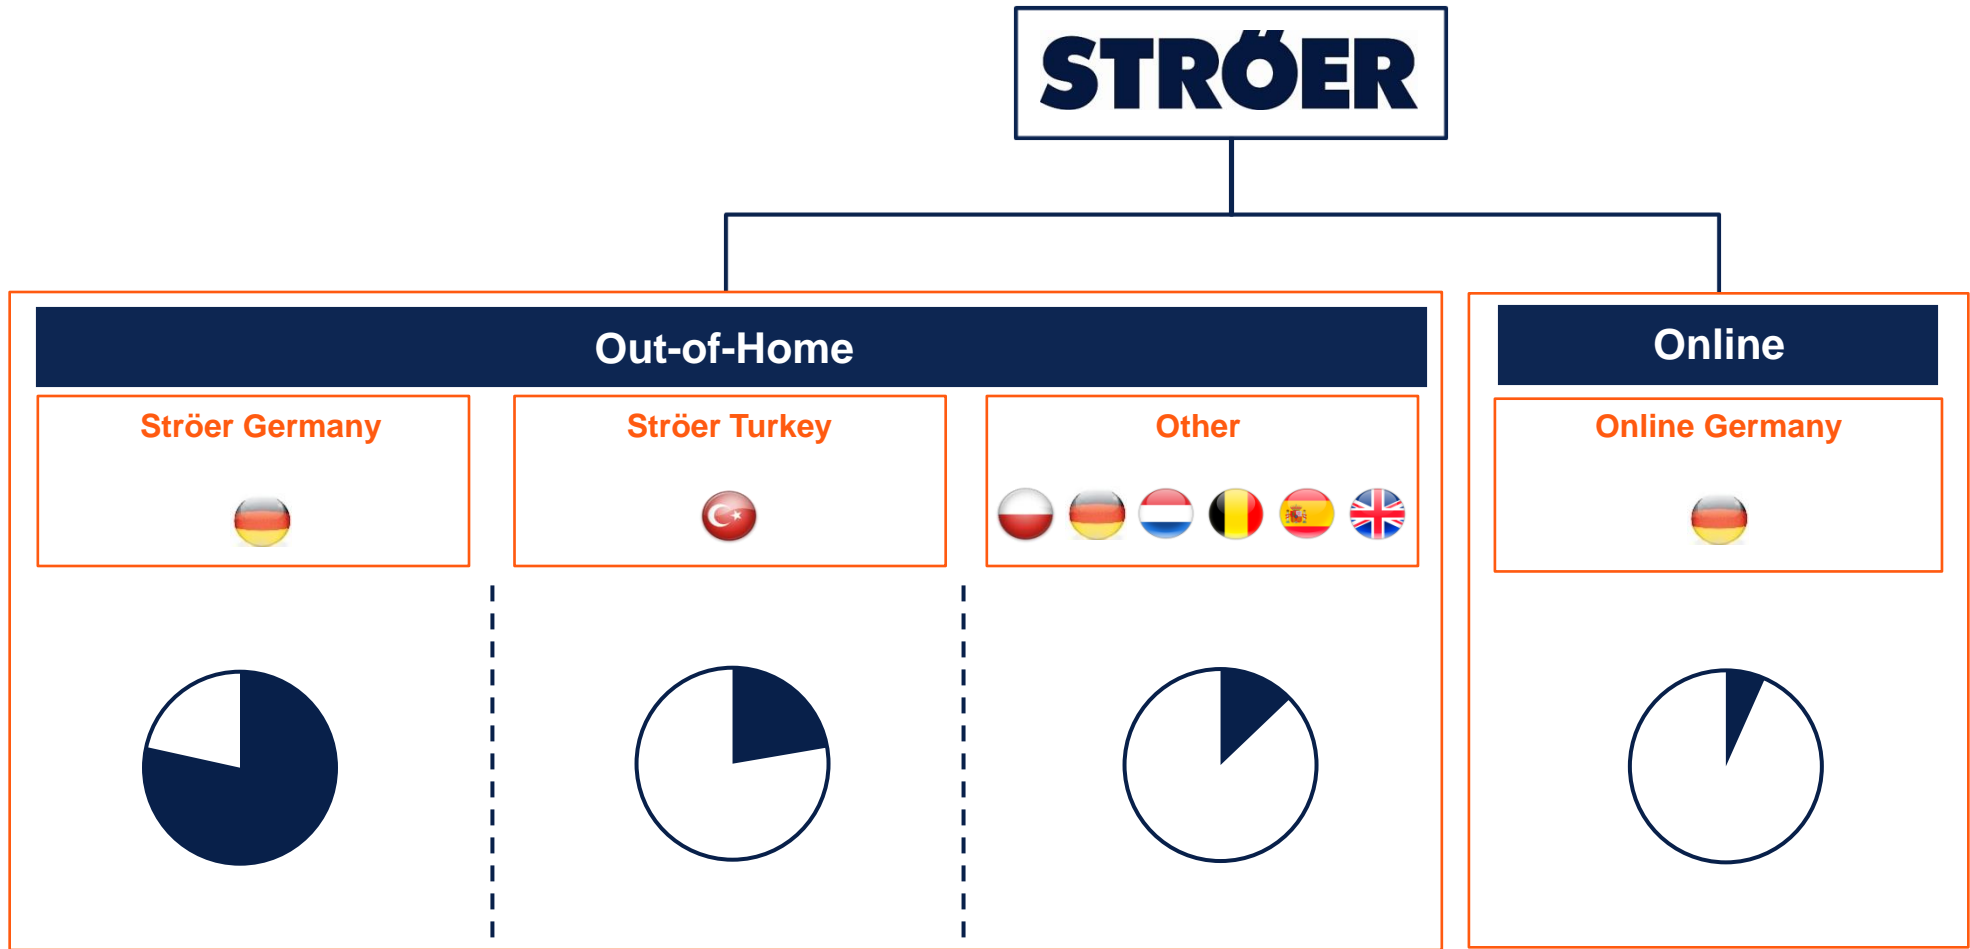 STRÖER
Out-of-Home
Online
Ströer Germany
Ströer Turkey
Other
Online Germany